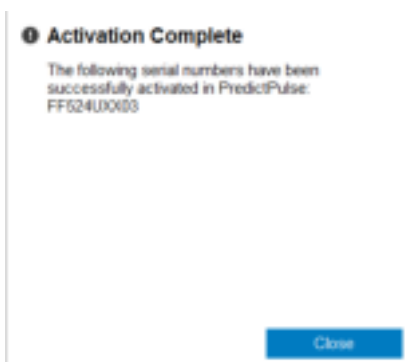 Activation Complete
The following serial numbers have been
successfully activated in PredictPulse:
Close